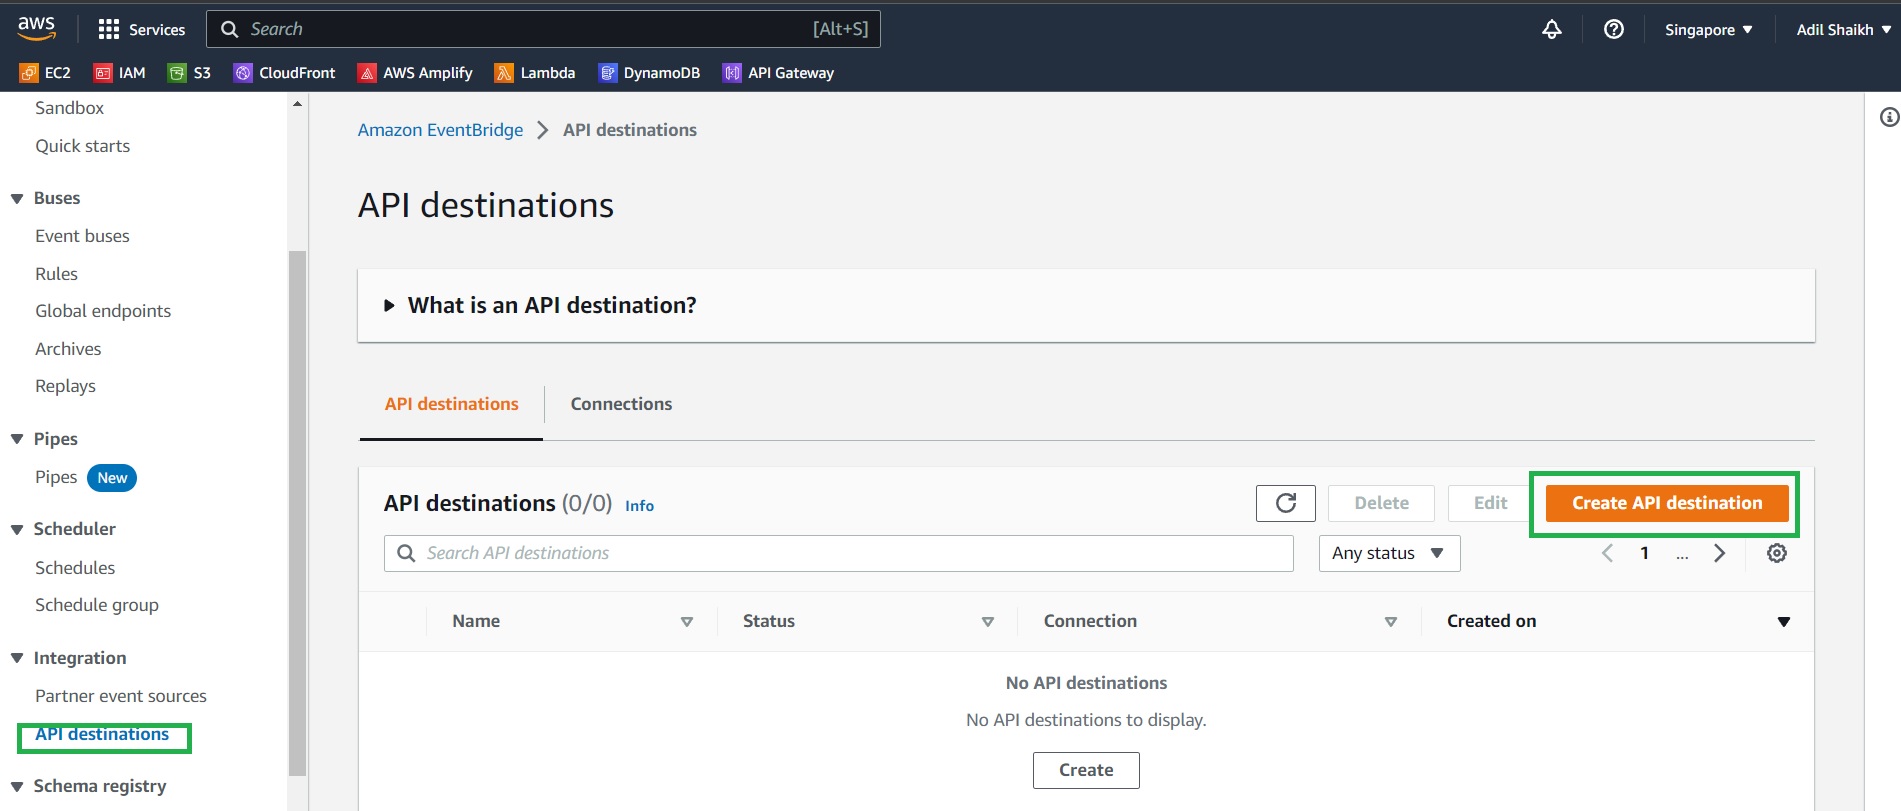 aws
Services
Search
[Alt+S]
Singapore
Adil Shaikh
EC2
IAM
S3
CloudFront
AWS Amplify
Lambda
DynamoDB
API Gateway
Sandbox
Quick starts
Buses
Event buses
Rules
Global endpoints
Archives
Replays
Pipes
Pipes New
Scheduler
Schedules
Schedule group
Integration
Partner event sources
API destinations
Schema registry
Amazon EventBridge > API destinations
API destinations
What is an API destination?
API destinations
Connections
API destinations (0/0) Info
Delete
Edit
Create API destination
Search API destinations
Any status
1 ...
Name
Status
Connection
Created on
No API destinations
No API destinations to display.
Create